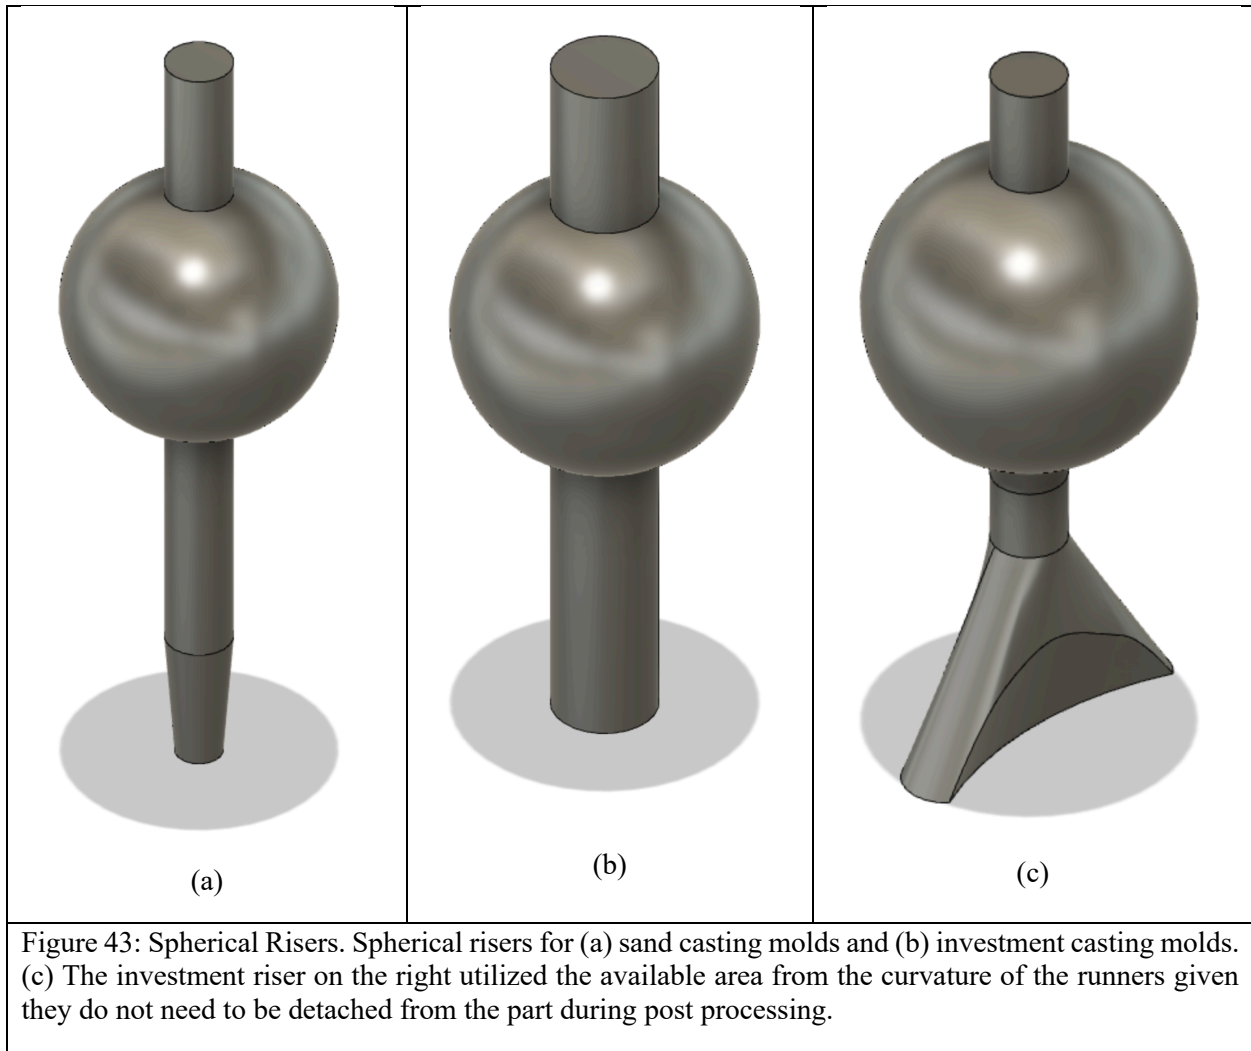 (a)
(b)
(c)
Figure 43: Spherical Risers. Spherical risers for (a) sand casting molds and (b) investment casting molds.
(c) The investment riser on the right utilized the available area from the curvature of the runners given
they do not need to be detached from the part during post processing.